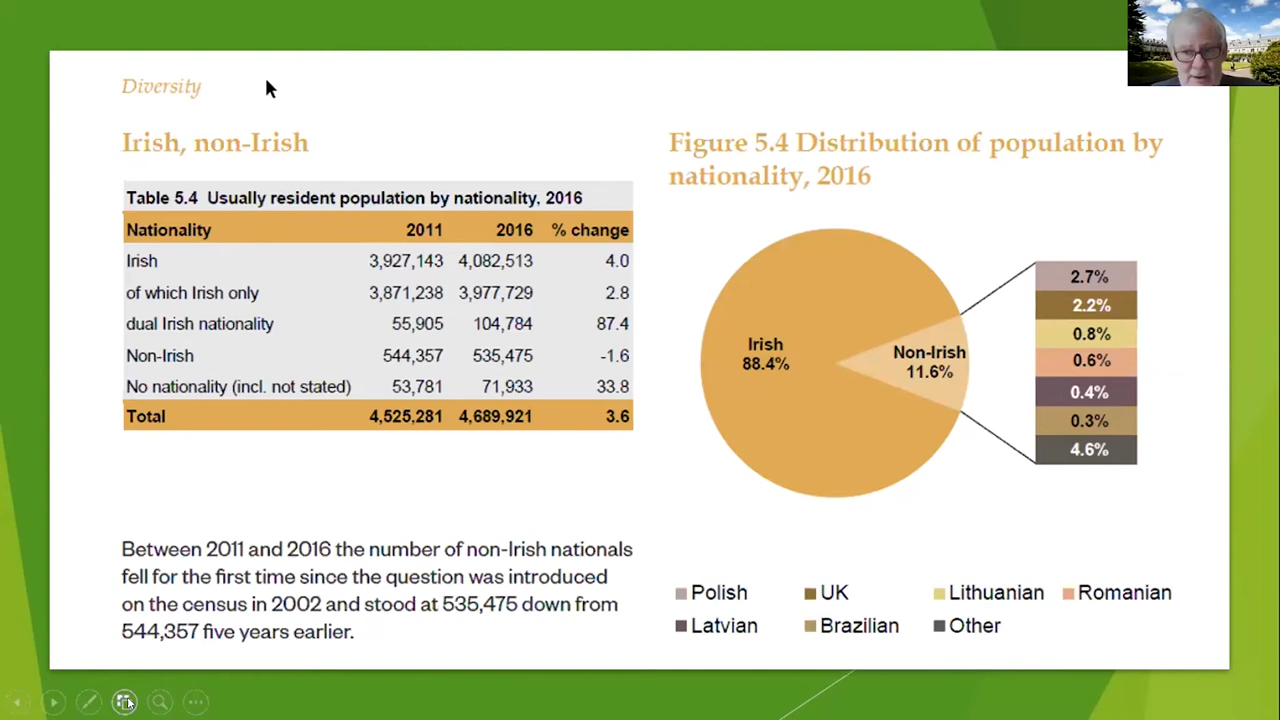 Diversity
Irish, non-Irish
Table 5.4 Usually resident population by nationality, 2016
Nationality 2011 2016 % change
Irish 3,927,143 4,082,513 4.0
of which Irish only 3,871,238 3,977,729 2.8
dual Irish nationality 55,905 104,784 87.4
Non-Irish 544,357 535,475 -1.6
No nationality (incl. not stated) 53,781 71,933 33.8
Total 4,525,281 4,689,921 3.6
Between 2011 and 2016 the number of non-Irish nationals
fell for the first time since the question was introduced
on the census in 2002 and stood at 535,475 down from
544,357 five years earlier.
Figure 5.4 Distribution of population by
nationality, 2016
Irish
88.4%
Non-Irish
11.6%
2.7%
2.2%
0.8%
0.6%
0.4%
0.3%
4.6%
Polish UK Lithuanian Romanian
Latvian Brazilian Other